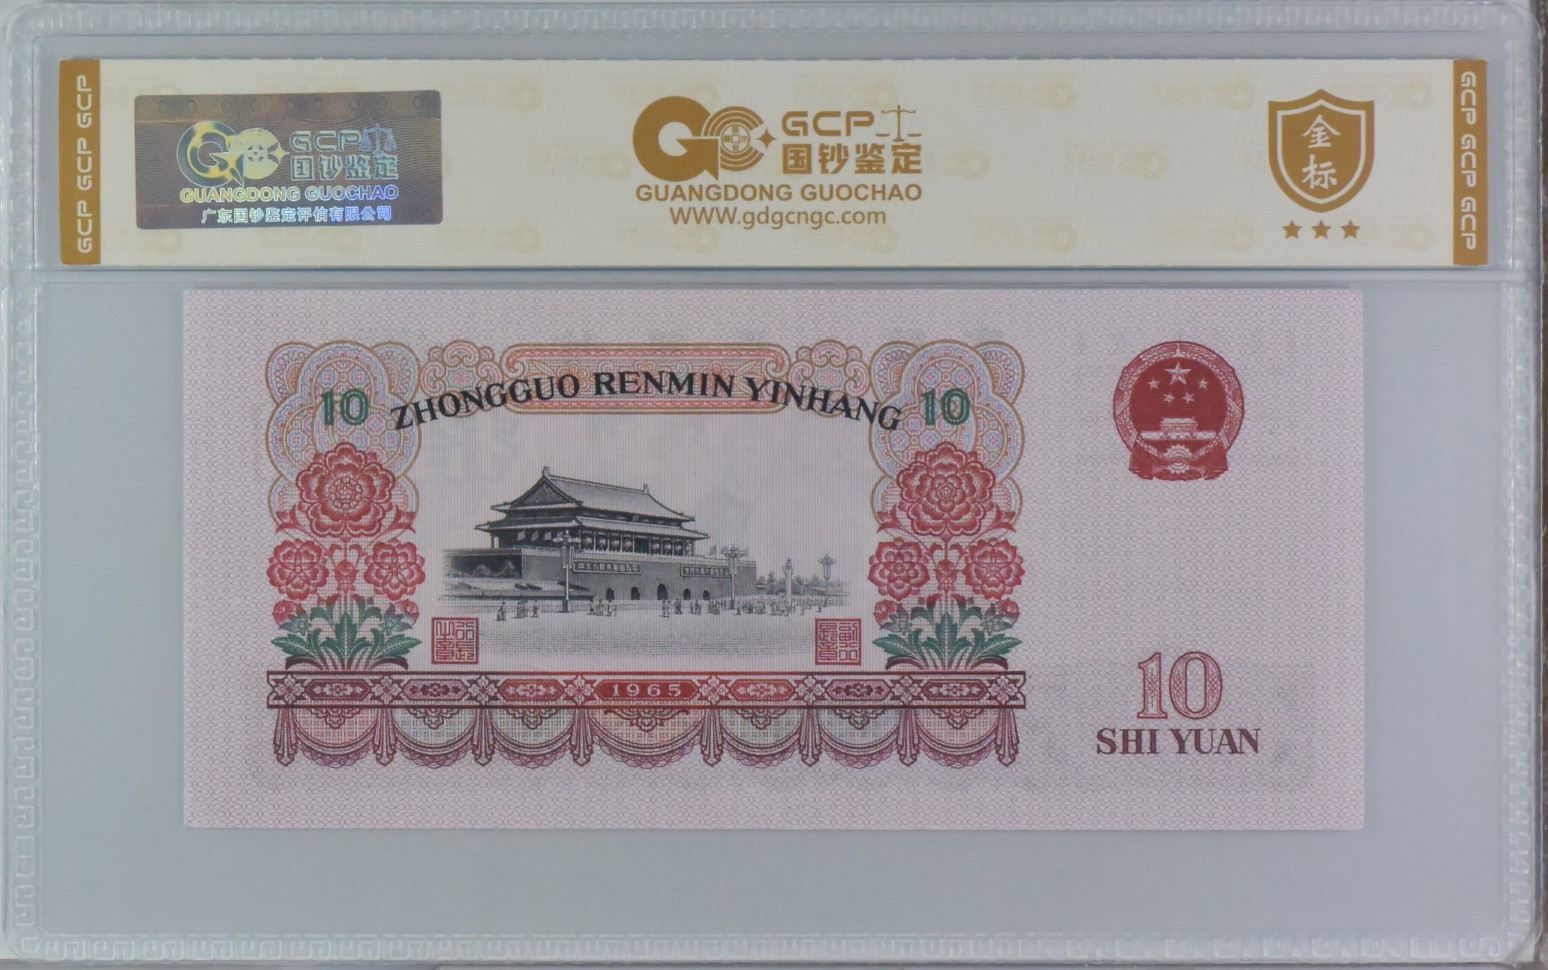 GCP GCP GCP
GCP
国钞鉴定
GUANGDONG GUOCHAO
广东国钞鉴定评估有限公司
GCP
国钞鉴定
GUANGDONG GUOCHAO
WWW.gdgcngc.com
金标
GCP GCP GCP
10
ZHONGGUO RENMIN YINHANG
10
1965
10
SHI YUAN